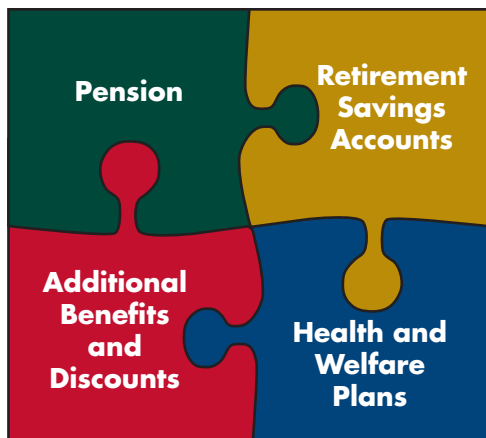 Pension
Retirement
Savings
Accounts
Additional
Benefits
and
Discounts
Health and
Welfare
Plans